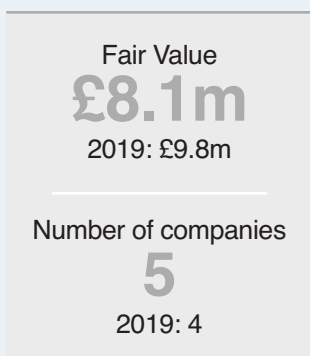 Fair Value
£8.1m
2019: £9.8m
Number of companies
5
2019: 4